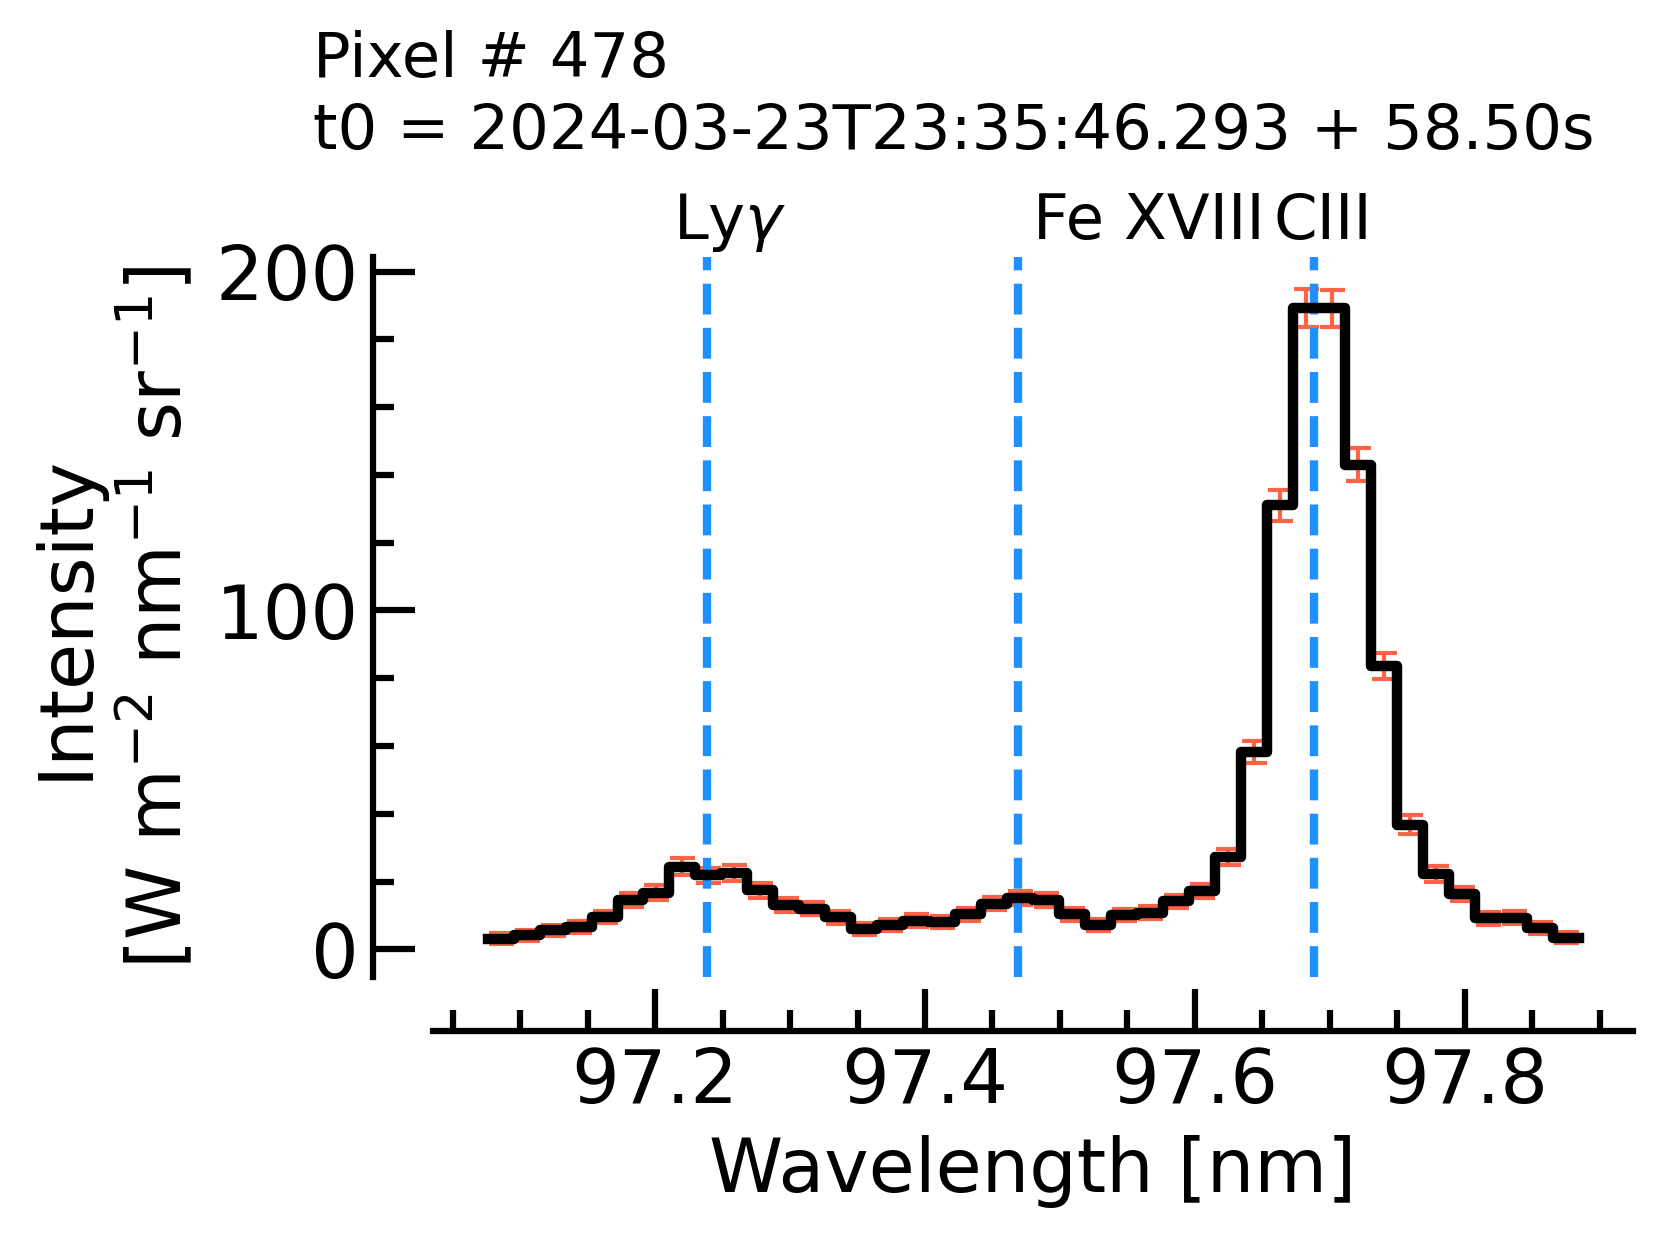 Pixel # 478
t0 = 2024-03-23T23:35:46.293 + 58.50s
Lyγ Fe XVIII CIII
200
100
0
Intensity
[W m⁻² nm⁻¹ sr⁻¹]
97.2 97.4 97.6 97.8
Wavelength [nm]